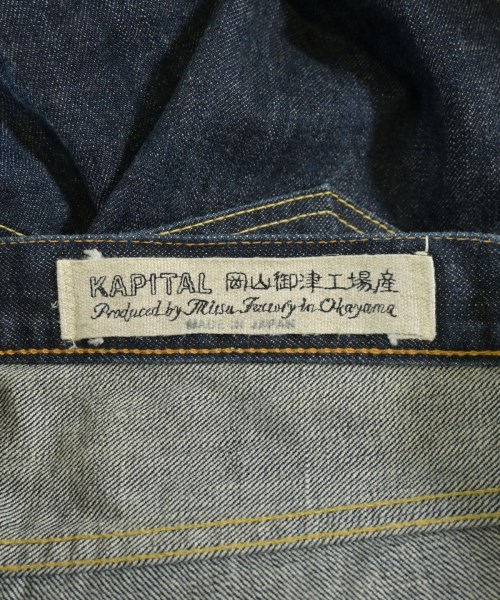 KAPITAL 岡山御津工場産
Produced by Mitsu Factory in Okayama
MADE IN JAPAN